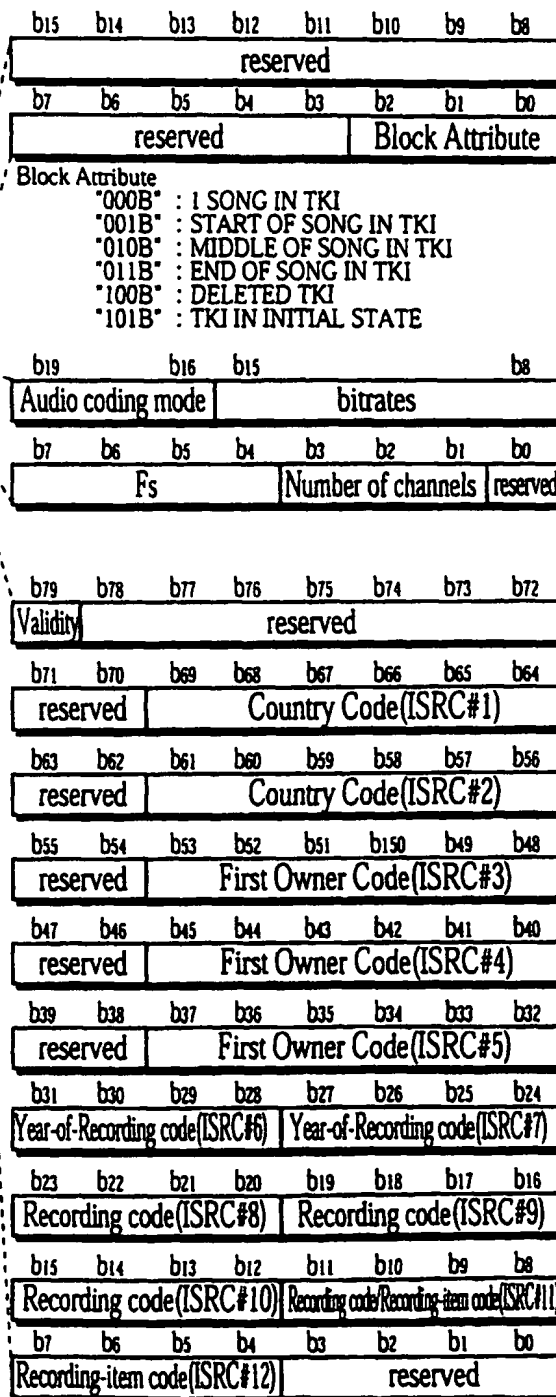 b15 b14 b13 b12 b11 b10 b9 b8
reserved
b7 b6 b5 b4 b3 b2 b1 b0
reserved Block Attribute
Block Attribute
"000B" : 1 SONG IN TKI
"001B" : START OF SONG IN TKI
"010B" : MIDDLE OF SONG IN TKI
"011B" : END OF SONG IN TKI
"100B" : DELETED TKI
"101B" : TKI IN INITIAL STATE
b19 b16 b15 b8
Audio coding mode bitrates
b7 b6 b5 b4 b3 b2 b1 b0
Fs Number of channels reserved
b79 b78 b77 b76 b75 b74 b73 b72
Validity reserved
b71 b70 b69 b68 b67 b66 b65 b64
reserved Country Code(ISRC#1)
b63 b62 b61 b60 b59 b58 b57 b56
reserved Country Code(ISRC#2)
b55 b54 b53 b52 b51 b150 b49 b48
reserved First Owner Code(ISRC#3)
b47 b46 b45 b44 b43 b42 b41 b40
reserved First Owner Code(ISRC#4)
b39 b38 b37 b36 b35 b34 b33 b32
reserved First Owner Code(ISRC#5)
b31 b30 b29 b28 b27 b26 b25 b24
Year-of-Recording code(ISRC#6) Year-of-Recording code(ISRC#7)
b23 b22 b21 b20 b19 b18 b17 b16
Recording code(ISRC#8) Recording code(ISRC#9)
b15 b14 b13 b12 b11 b10 b9 b8
Recording code(ISRC#10) Recording code/Recording-item code(ISRC#11)
b7 b6 b5 b4 b3 b2 b1 b0
Recording-item code(ISRC#12) reserved